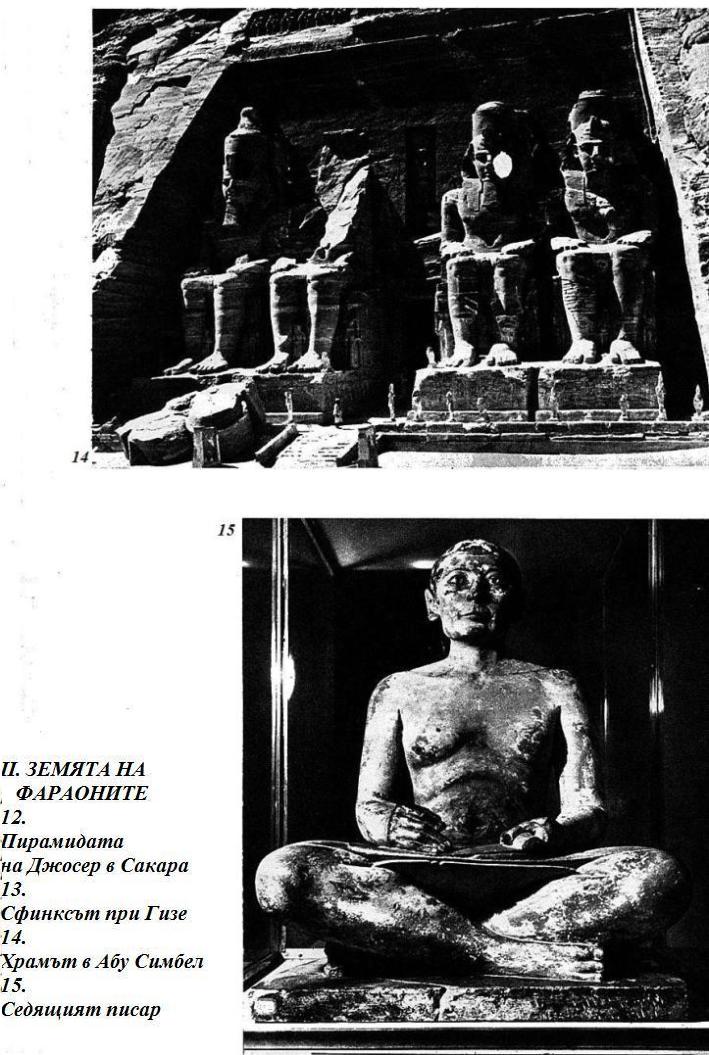 14
15
II. ЗЕМЯТА НА
ФАРАОНИТЕ
12.
Пирамидата
на Джосер в Сакара
13.
Сфинксът при Гизе
14.
Храмът в Абу Симбел
15.
Седящият писар